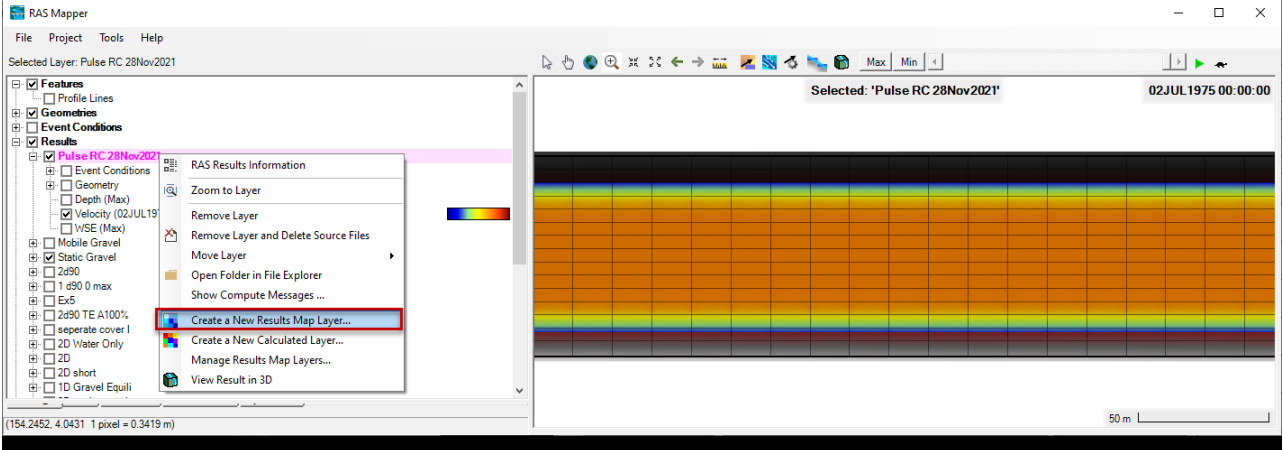 RAS Mapper
File Project Tools Help
Selected Layer: Pulse RC 28Nov2021
Max Min
Features
Profile Lines
Geometries
Event Conditions
Results
Pulse RC 28Nov2021
Event Conditions
Geometry
Depth (Max)
Velocity (02JUL19
WSE (Max)
Mobile Gravel
Static Gravel
2d90
1 d90 0 max
Ex5
2d90 TE A100%
seperate cover l
2D Water Only
2D
2D short
1D Gravel Equili
RAS Results Information
Zoom to Layer
Remove Layer
Remove Layer and Delete Source Files
Move Layer
Open Folder in File Explorer
Show Compute Messages ...
Create a New Results Map Layer...
Create a New Calculated Layer...
Manage Results Map Layers...
View Result in 3D
Selected: 'Pulse RC 28Nov2021'
02JUL1975 00:00:00
50 m
(154.2452, 4.0431 1 pixel = 0.3419 m)